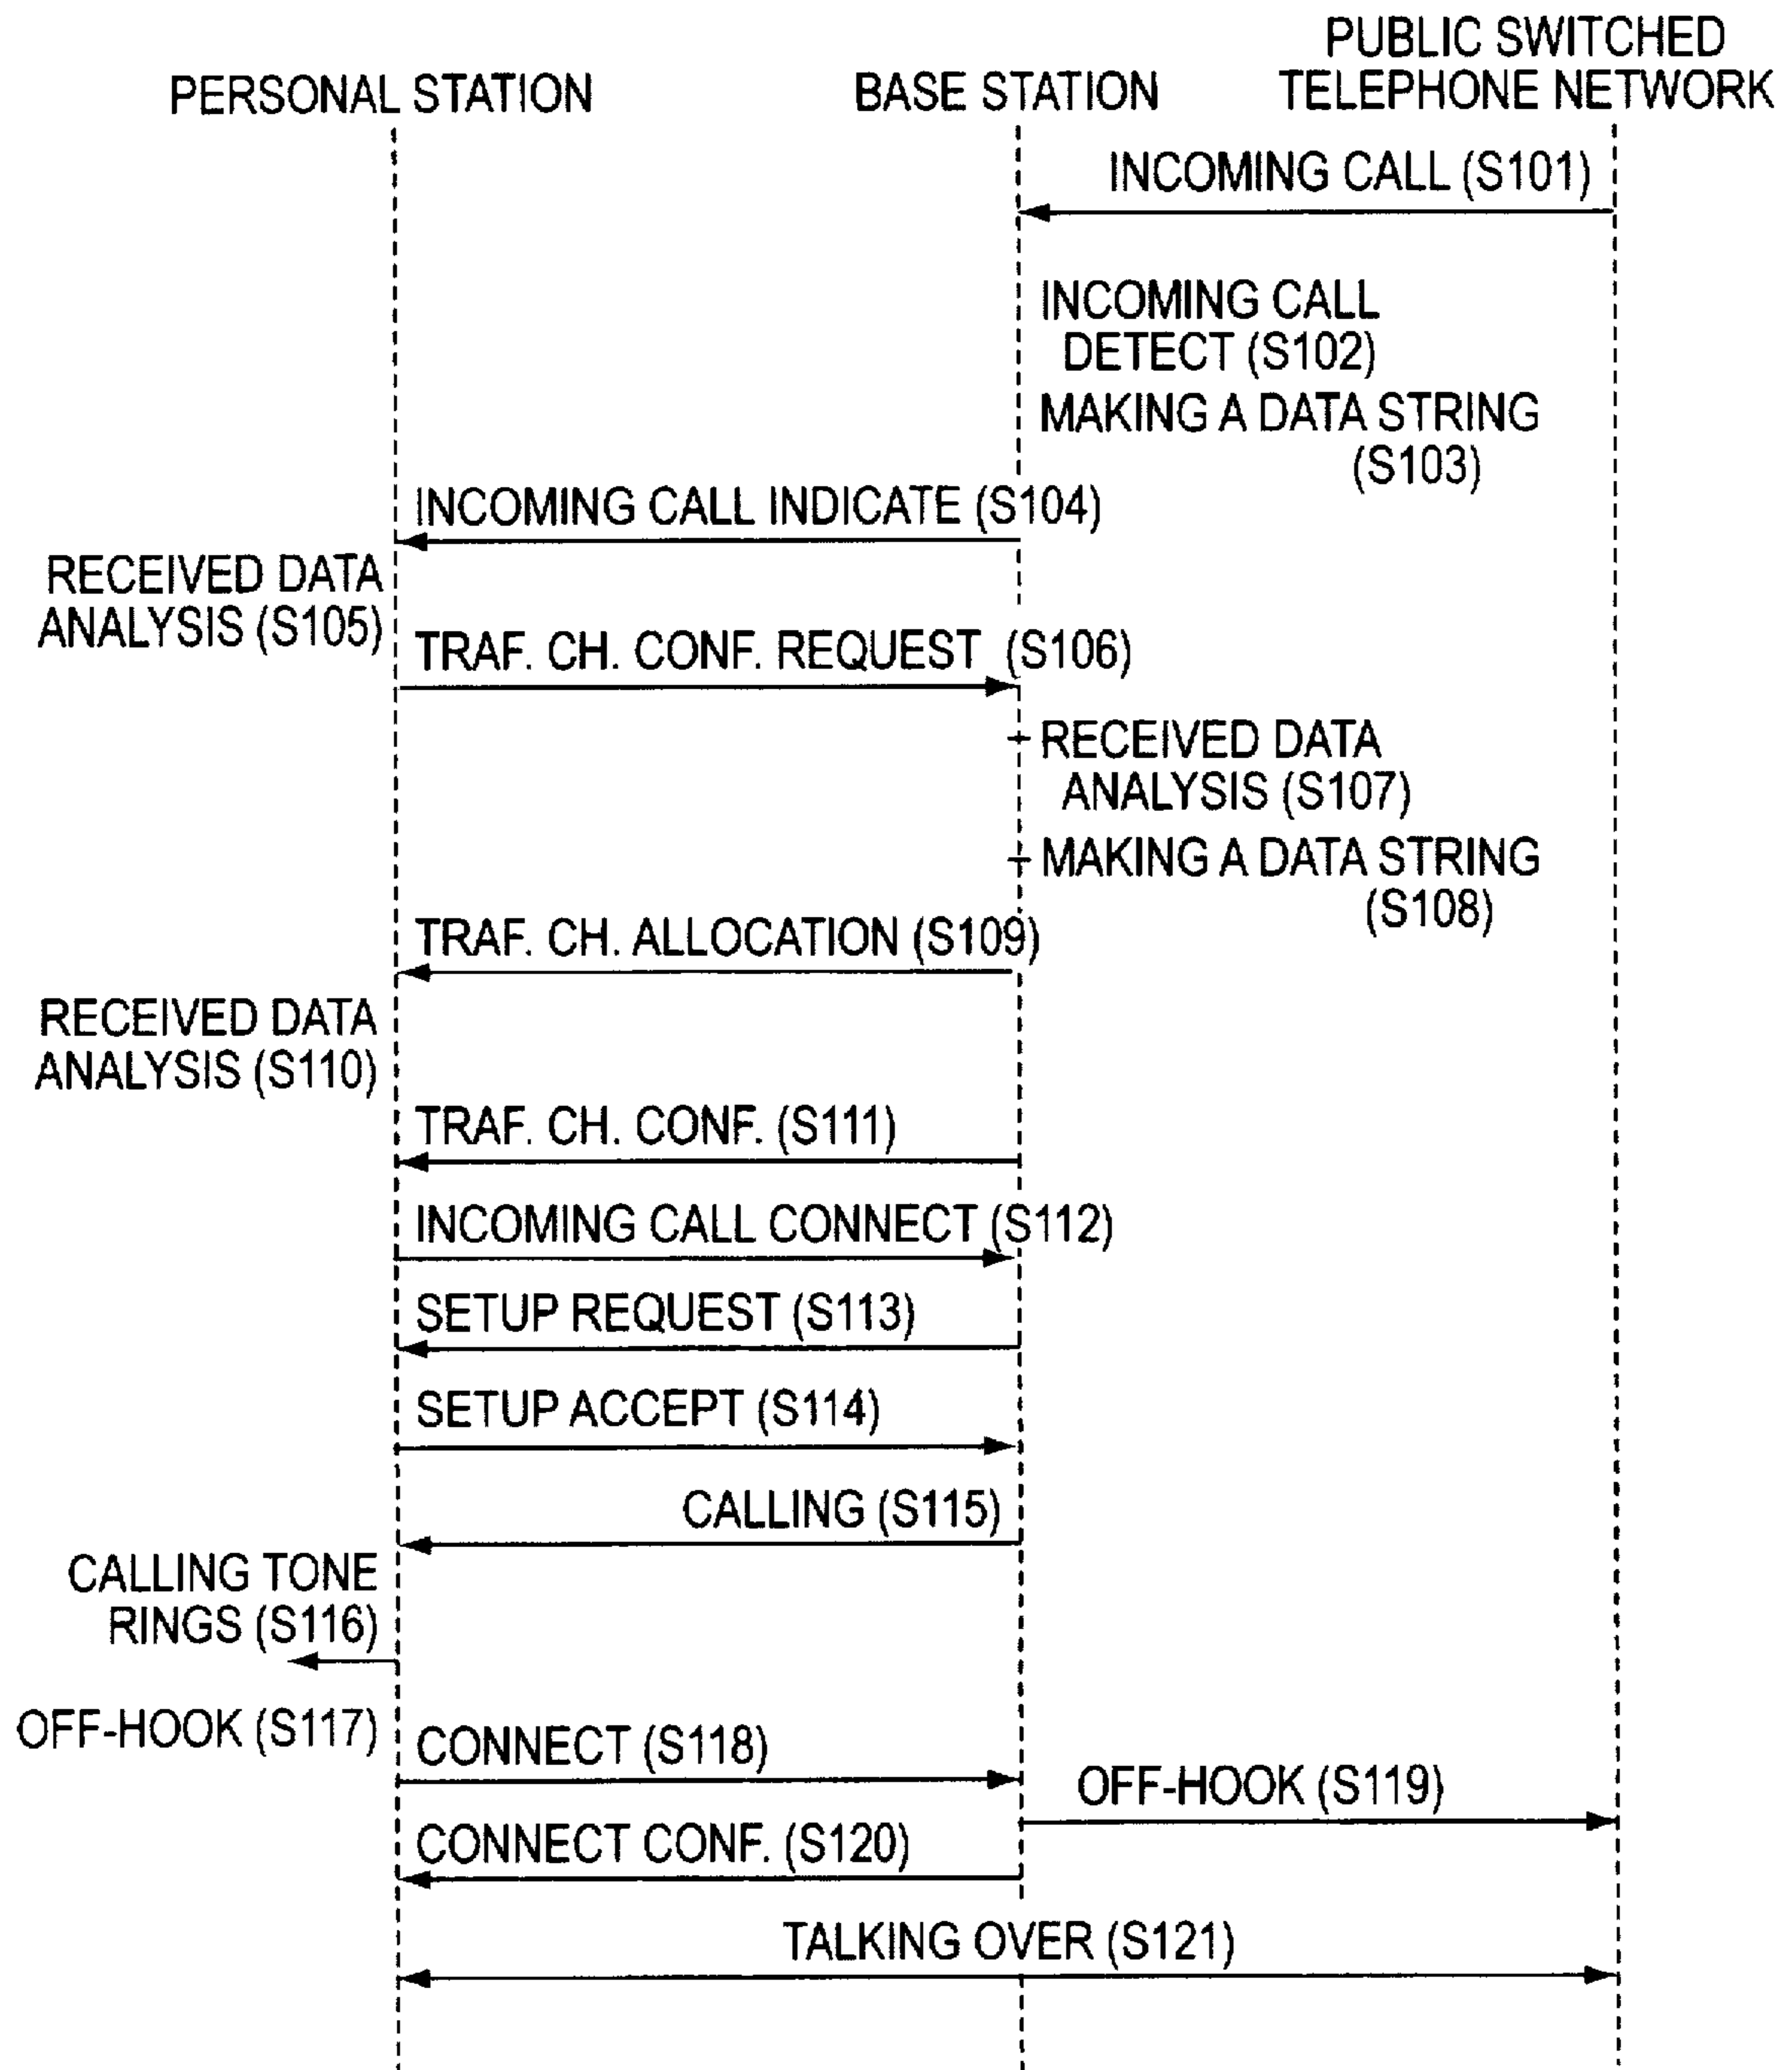 PUBLIC SWITCHED
TELEPHONE NETWORK
PERSONAL STATION
BASE STATION
INCOMING CALL (S101)
INCOMING CALL
DETECT (S102)
MAKING A DATA STRING
(S103)
INCOMING CALL INDICATE (S104)
RECEIVED DATA
ANALYSIS (S105)
TRAF. CH. CONF. REQUEST (S106)
RECEIVED DATA
ANALYSIS (S107)
MAKING A DATA STRING
(S108)
TRAF. CH. ALLOCATION (S109)
RECEIVED DATA
ANALYSIS (S110)
TRAF. CH. CONF. (S111)
INCOMING CALL CONNECT (S112)
SETUP REQUEST (S113)
SETUP ACCEPT (S114)
CALLING (S115)
CALLING TONE
RINGS (S116)
OFF-HOOK (S117)
CONNECT (S118)
OFF-HOOK (S119)
CONNECT CONF. (S120)
TALKING OVER (S121)